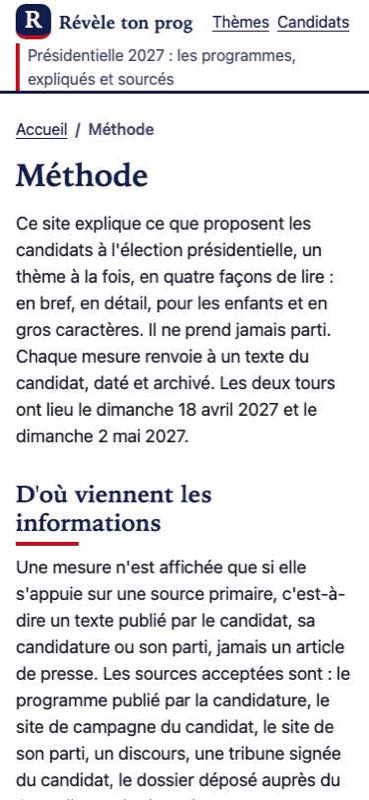 R Révèle ton prog Thèmes Candidats
Présidentielle 2027 : les programmes,
expliqués et sourcés
Accueil / Méthode
Méthode
Ce site explique ce que proposent les
candidats à l'élection présidentielle, un
thème à la fois, en quatre façons de lire :
en bref, en détail, pour les enfants et en
gros caractères. Il ne prend jamais parti.
Chaque mesure renvoie à un texte du
candidat, daté et archivé. Les deux tours
ont lieu le dimanche 18 avril 2027 et le
dimanche 2 mai 2027.
D'où viennent les
informations
Une mesure n'est affichée que si elle
s'appuie sur une source primaire, c'est-à-
dire un texte publié par le candidat, sa
candidature ou son parti, jamais un article
de presse. Les sources acceptées sont : le
programme publié par la candidature, le
site de campagne du candidat, le site de
son parti, un discours, une tribune signée
du candidat, le dossier déposé auprès du